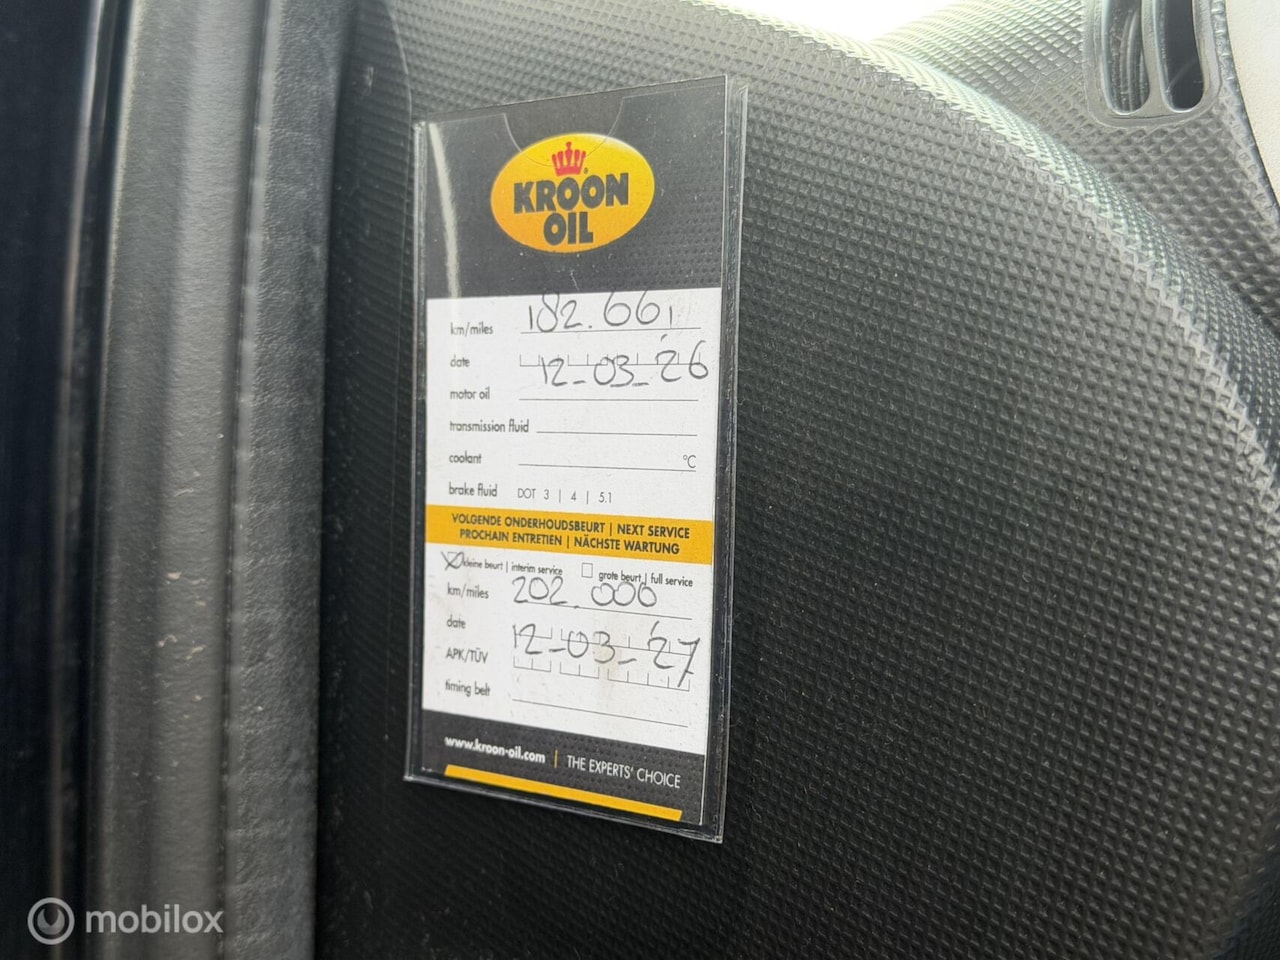 KROON
OIL
km/miles 182.661
date 12-03-'26
motor oil
transmission fluid
coolant °C
brake fluid DOT 3 | 4 | 5.1
VOLGENDE ONDERHOUDSBEURT | NEXT SERVICE
PROCHAIN ENTRETIEN | NÄCHSTE WARTUNG
kleine beurt | interim service grote beurt | full service
km/miles 202.000
date 12-03-'27
APK/TÜV
timing belt
www.kroon-oil.com | THE EXPERTS' CHOICE
mobilox